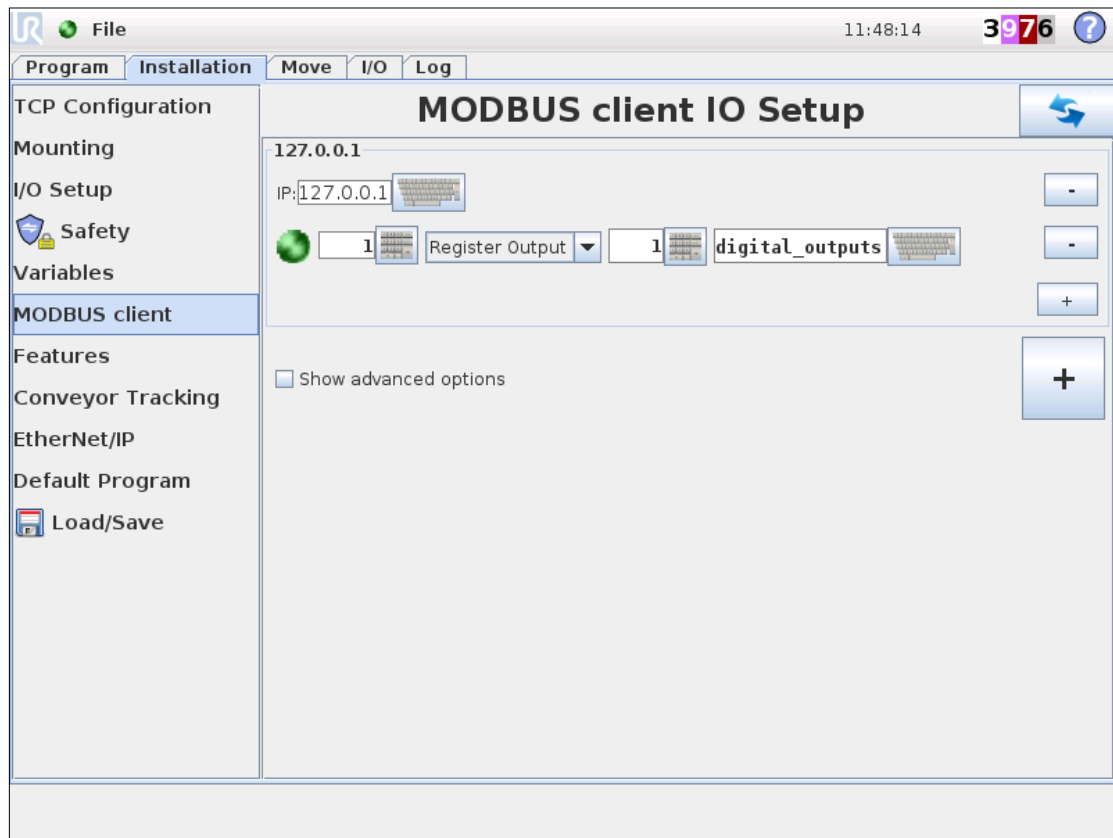 UR File 11:48:14 3976 ?
Program Installation Move I/O Log
TCP Configuration
Mounting
I/O Setup
Safety
Variables
MODBUS client
Features
Conveyor Tracking
EtherNet/IP
Default Program
Load/Save
MODBUS client IO Setup
127.0.0.1
IP: 127.0.0.1 -
1 Register Output 1 digital_outputs -
+
Show advanced options +